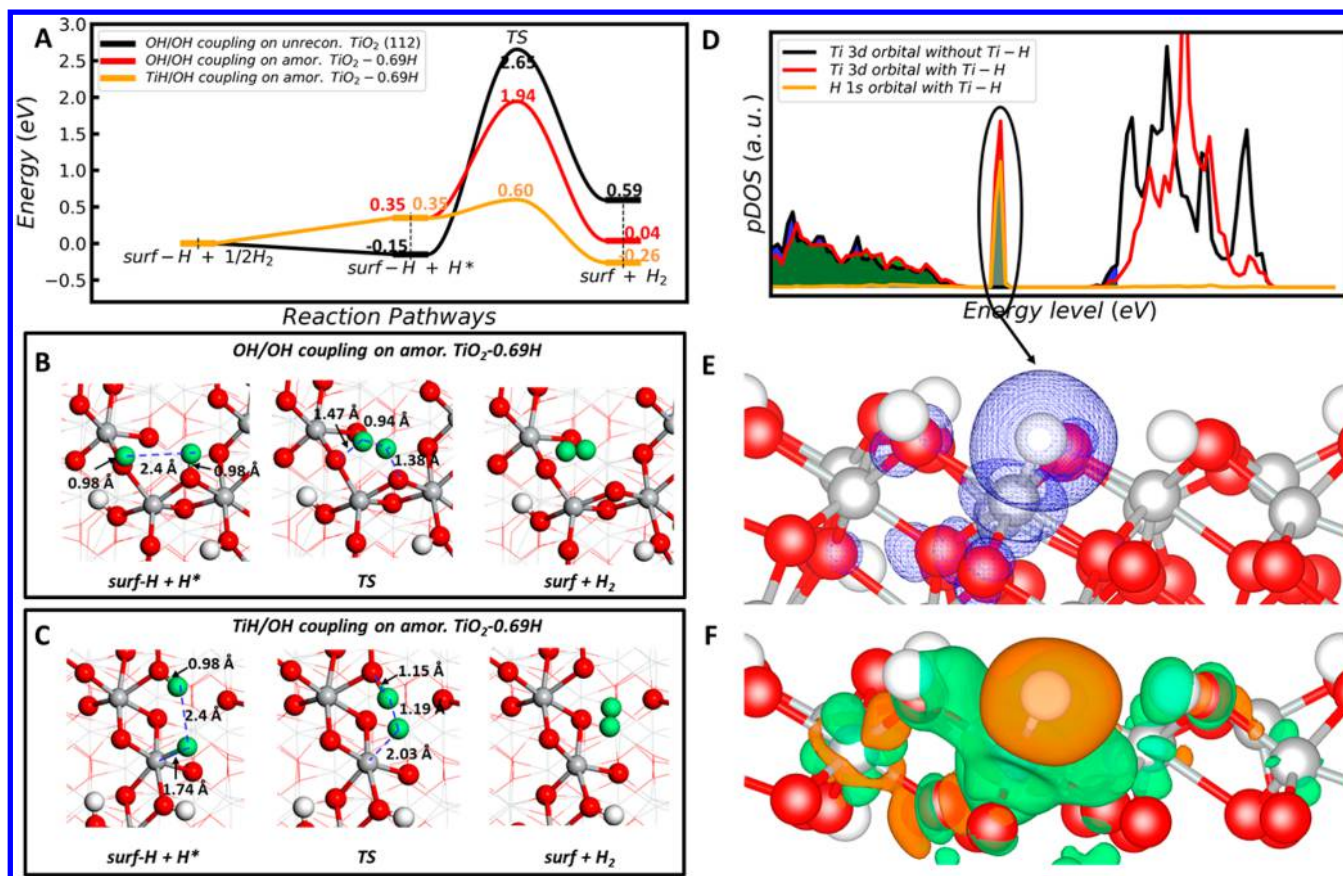 A
3.0
2.5
2.0
1.5
1.0
0.5
0.0
−0.5
Energy (eV)
OH/OH coupling on unrecon. TiO₂ (112)
OH/OH coupling on amor. TiO₂ − 0.69H
TiH/OH coupling on amor. TiO₂ − 0.69H
TS
2.65
1.94
0.35
0.35
0.60
0.59
-0.15
0.04
-0.26
surf − H + 1/2H₂
surf − H + H*
surf + H₂
Reaction Pathways
B
OH/OH coupling on amor. TiO₂-0.69H
0.98 Å
2.4 Å
0.98 Å
1.47 Å
0.94 Å
1.38 Å
surf-H + H*
TS
surf + H₂
C
TiH/OH coupling on amor. TiO₂-0.69H
0.98 Å
2.4 Å
1.74 Å
1.15 Å
1.19 Å
2.03 Å
surf-H + H*
TS
surf + H₂
D
pDOS (a. u.)
Ti 3d orbital without Ti − H
Ti 3d orbital with Ti − H
H 1s orbital with Ti − H
Energy level (eV)
E
F